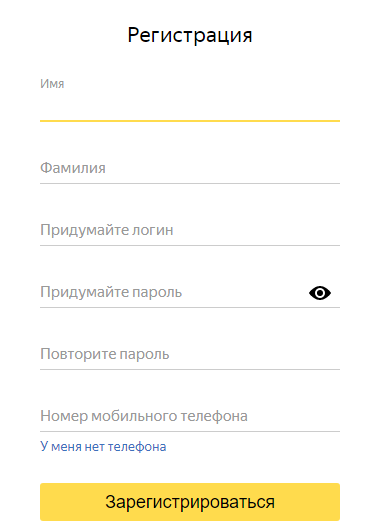 Регистрация
Имя
Фамилия
Придумайте логин
Придумайте пароль
Повторите пароль
Номер мобильного телефона
У меня нет телефона
Зарегистрироваться